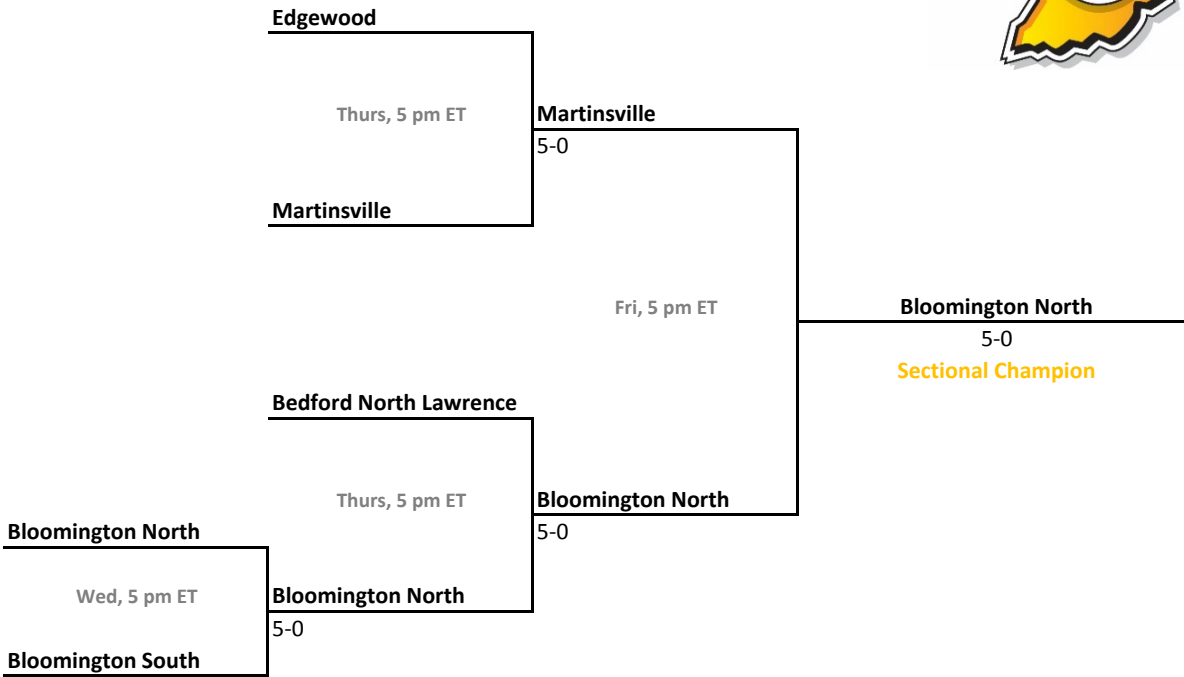 Edgewood
Thurs, 5 pm ET
Martinsville
5-0
Martinsville
Fri, 5 pm ET
Bloomington North
5-0
Sectional Champion
Bedford North Lawrence
Thurs, 5 pm ET
Bloomington North
5-0
Bloomington North
Wed, 5 pm ET
Bloomington North
5-0
Bloomington South